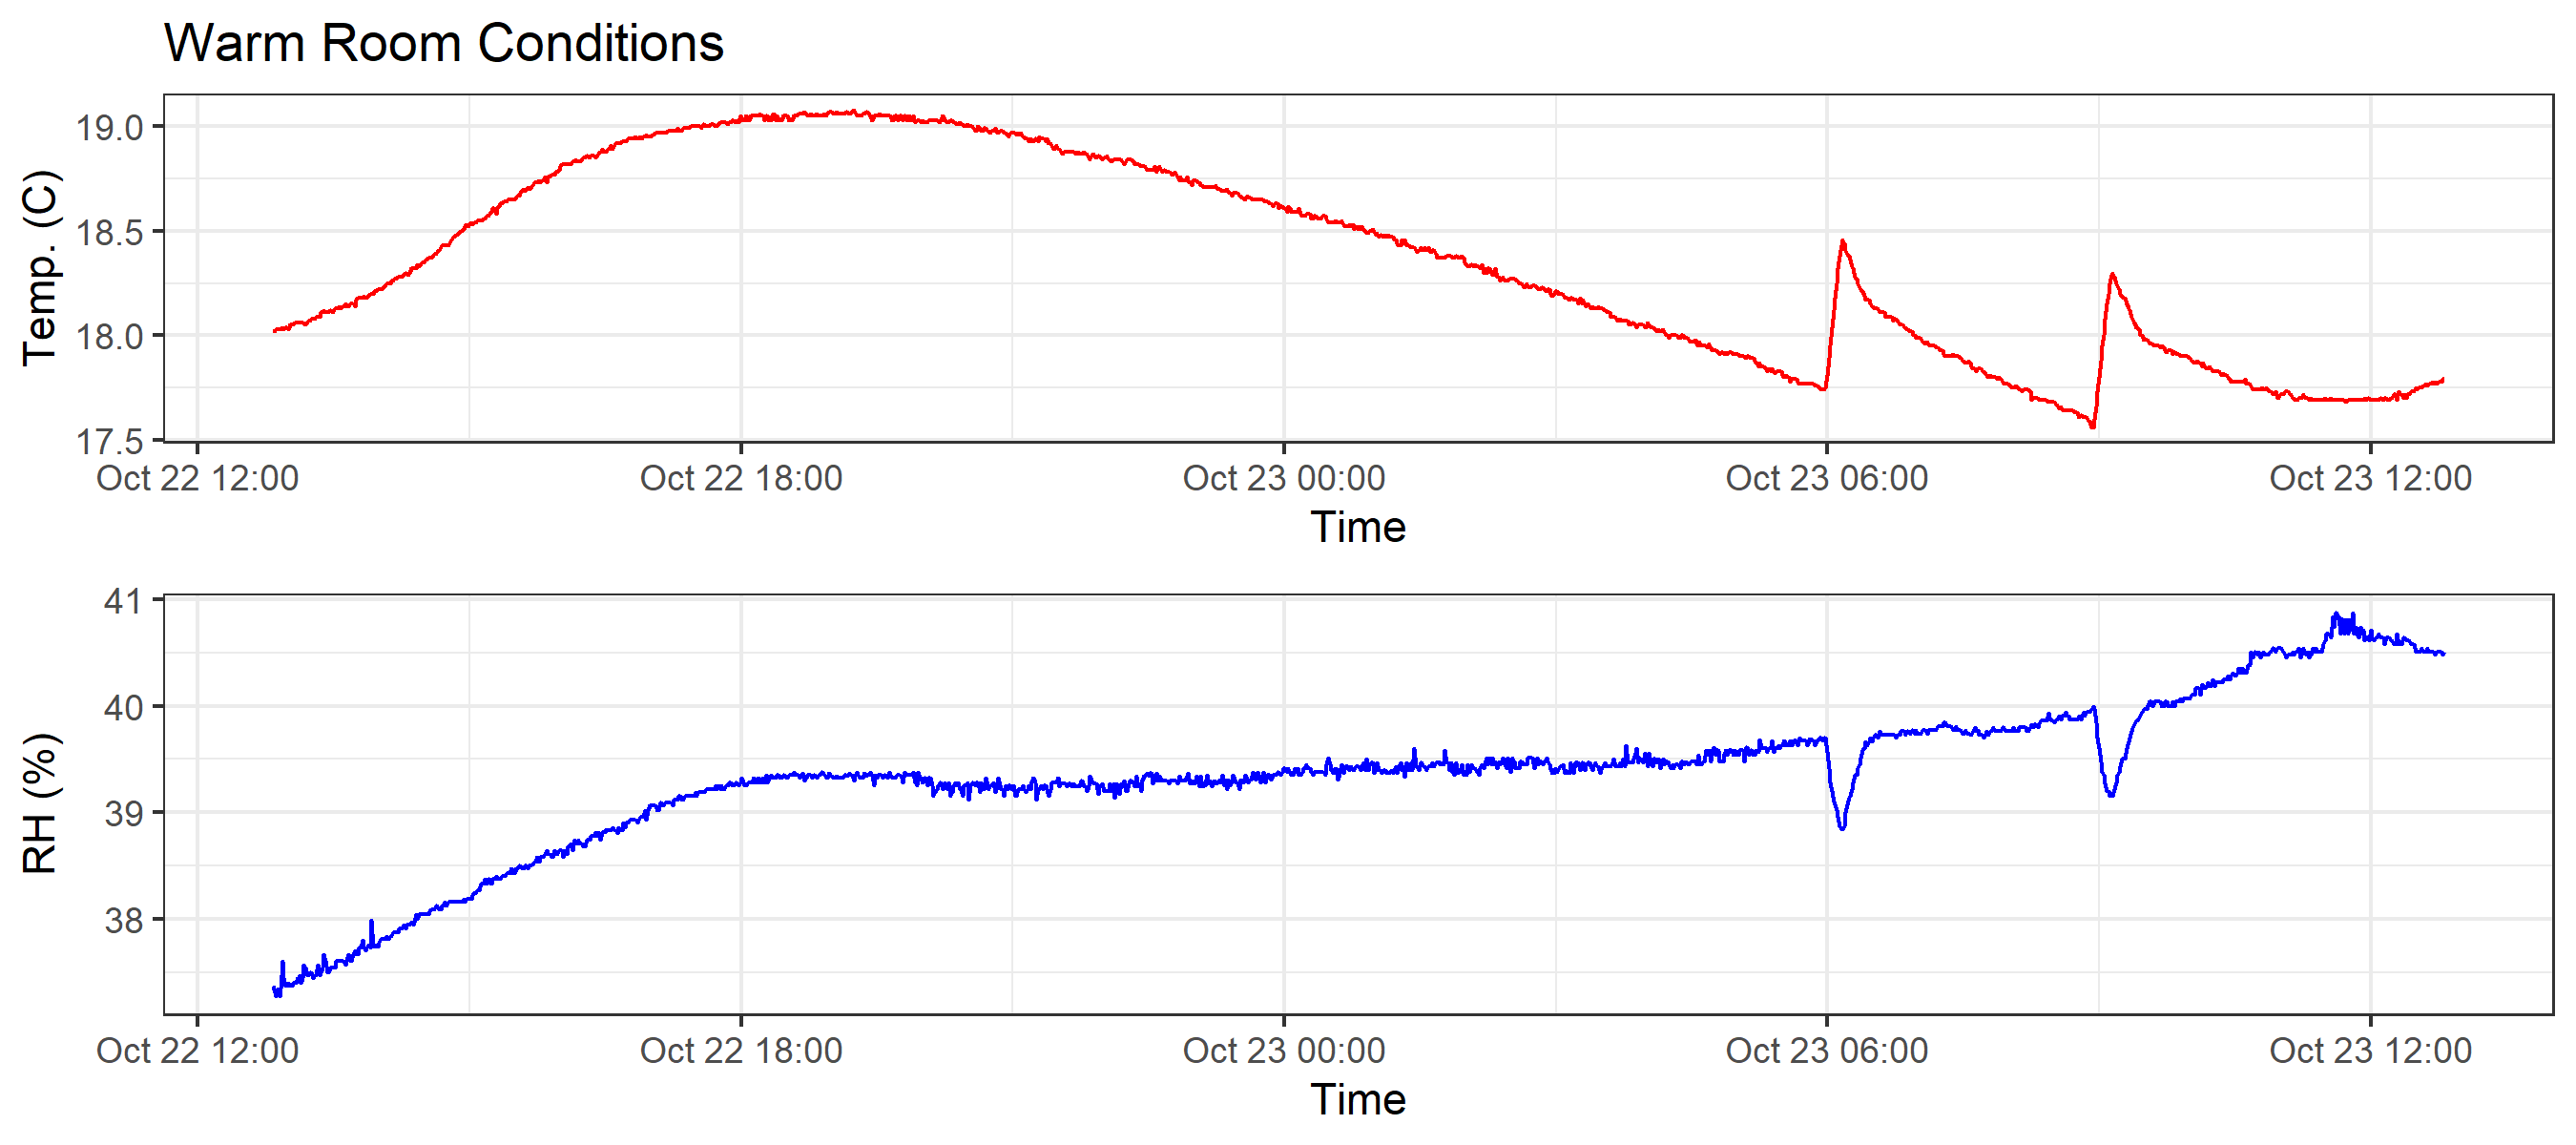 Warm Room Conditions
Temp. (C)
19.0
18.5
18.0
17.5
Oct 22 12:00 Oct 22 18:00 Oct 23 00:00 Oct 23 06:00 Oct 23 12:00
Time
RH (%)
41
40
39
38
Oct 22 12:00 Oct 22 18:00 Oct 23 00:00 Oct 23 06:00 Oct 23 12:00
Time